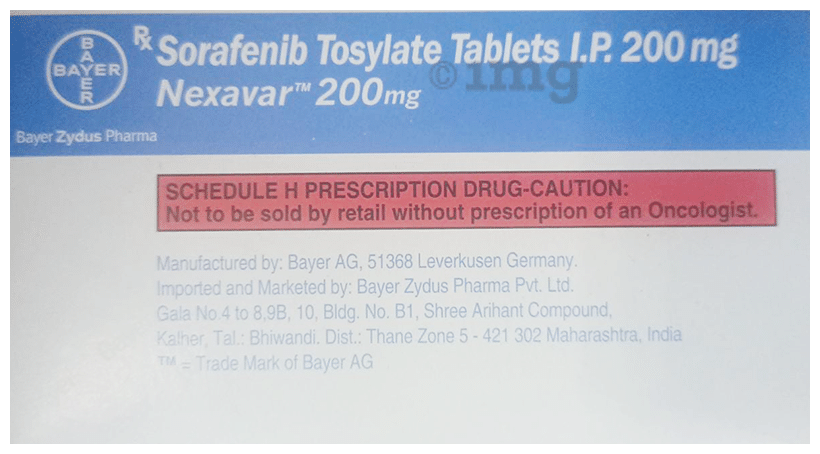 BAYER
BAYER
Rx Sorafenib Tosylate Tablets I.P. 200 mg
Nexavar™ 200mg
©1mg
Bayer Zydus Pharma
SCHEDULE H PRESCRIPTION DRUG-CAUTION:
Not to be sold by retail without prescription of an Oncologist.
Manufactured by: Bayer AG, 51368 Leverkusen Germany.
Imported and Marketed by: Bayer Zydus Pharma Pvt. Ltd.
Gala No.4 to 8,9B, 10, Bldg. No. B1, Shree Arihant Compound,
Kalher, Tal.: Bhiwandi. Dist.: Thane Zone 5 - 421 302 Maharashtra, India
™ = Trade Mark of Bayer AG